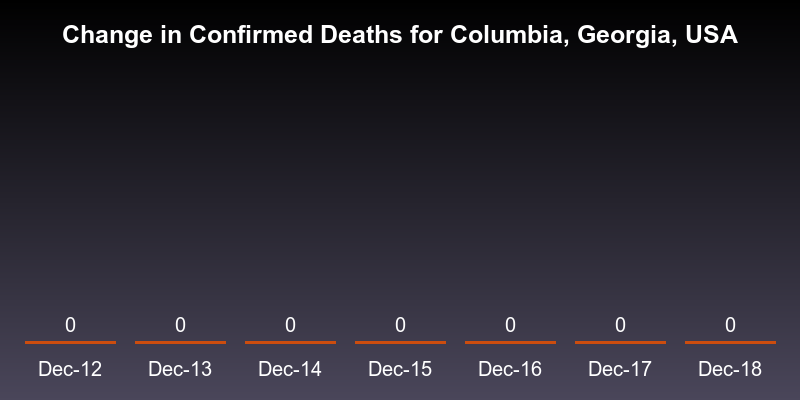 Change in Confirmed Deaths for Columbia, Georgia, USA
0 0 0 0 0 0 0
Dec-12 Dec-13 Dec-14 Dec-15 Dec-16 Dec-17 Dec-18